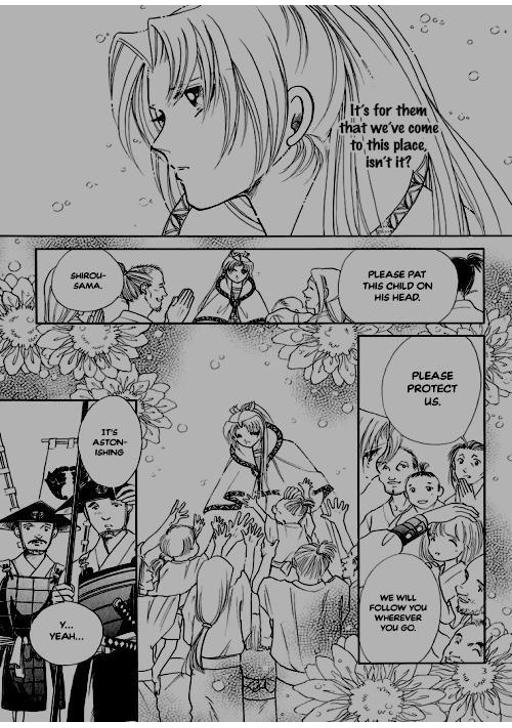 It's for them
that we've come
to this place,
isn't it?
PLEASE PAT
THIS CHILD ON
HIS HEAD.
SHIROU-
SAMA.
PLEASE
PROTECT
US.
WE WILL
FOLLOW YOU
WHEREVER
YOU GO.
IT'S
ASTON-
ISHING
Y...
YEAH...